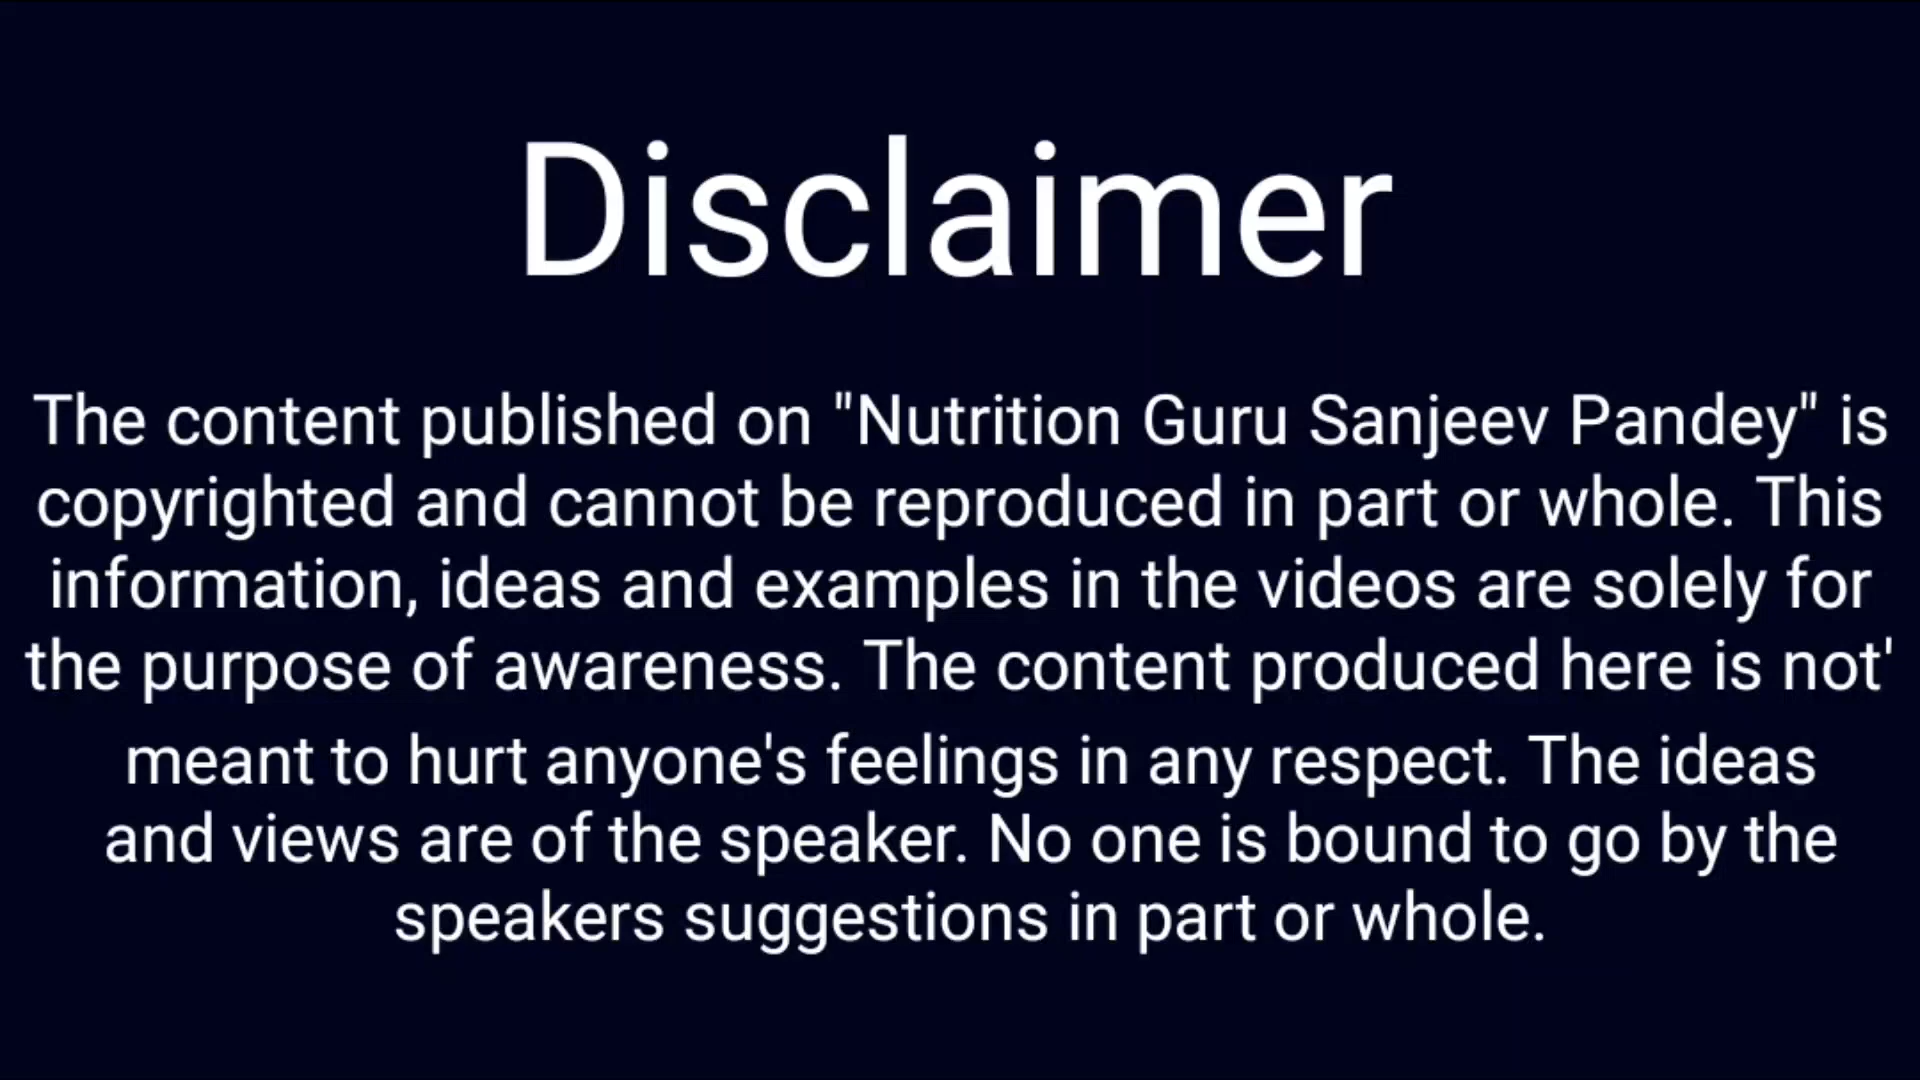 Disclaimer
The content published on "Nutrition Guru Sanjeev Pandey" is
copyrighted and cannot be reproduced in part or whole. This
information, ideas and examples in the videos are solely for
the purpose of awareness. The content produced here is not'
meant to hurt anyone's feelings in any respect. The ideas
and views are of the speaker. No one is bound to go by the
speakers suggestions in part or whole.